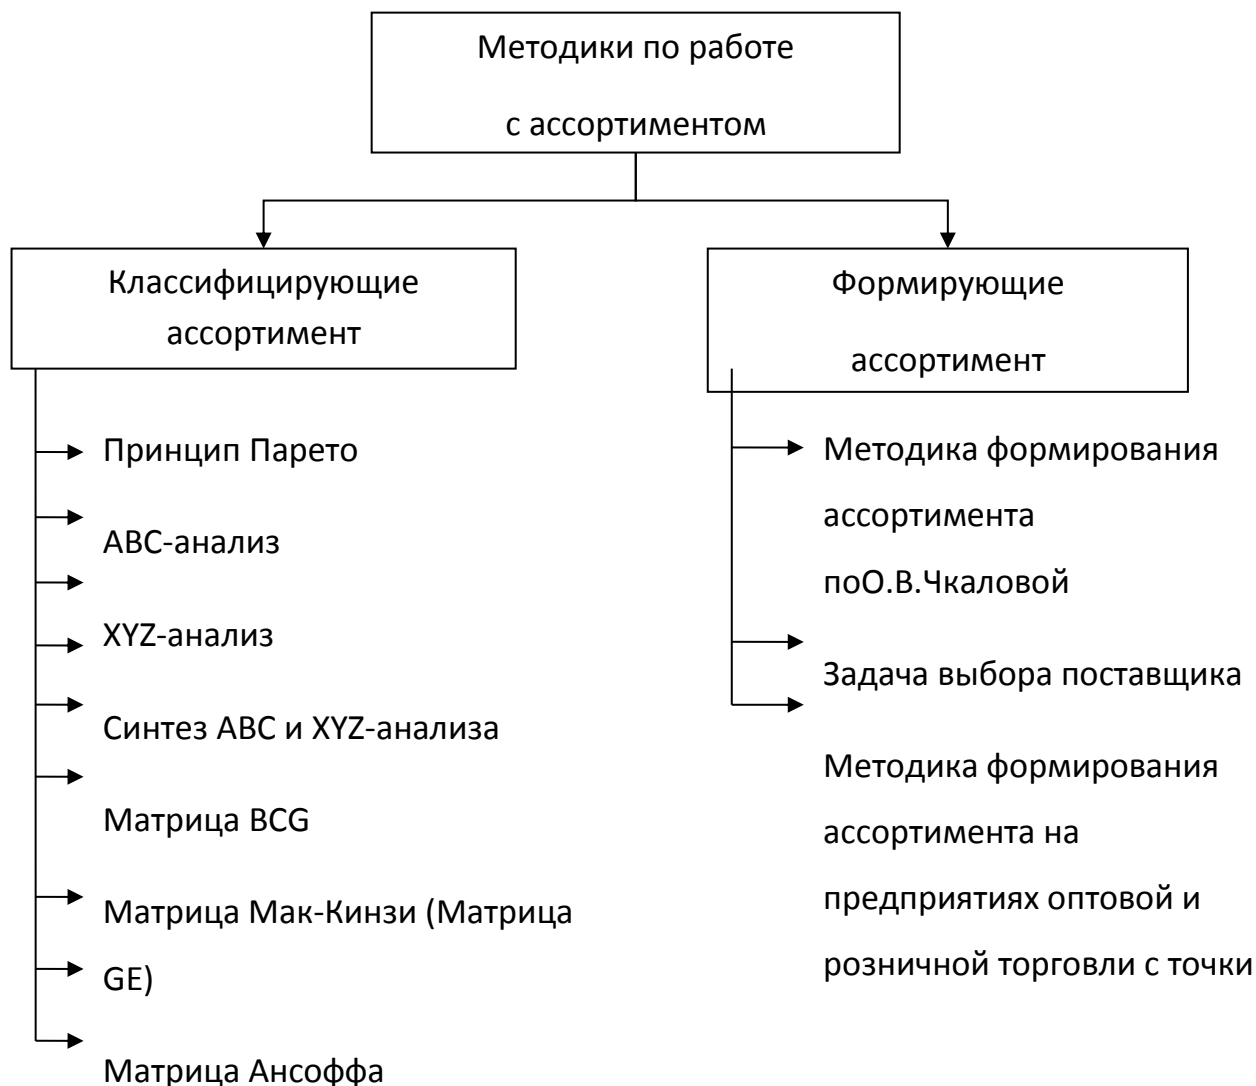 Методики по работе
с ассортиментом
Классифицирующие
ассортимент
Принцип Парето
ABC-анализ
XYZ-анализ
Синтез ABC и XYZ-анализа
Матрица BCG
Матрица Мак-Кинзи (Матрица
GE)
Матрица Ансоффа
Формирующие
ассортимент
Методика формирования
ассортимента
поО.В.Чкаловой
Задача выбора поставщика
Методика формирования
ассортимента на
предприятиях оптовой и
розничной торговли с точки